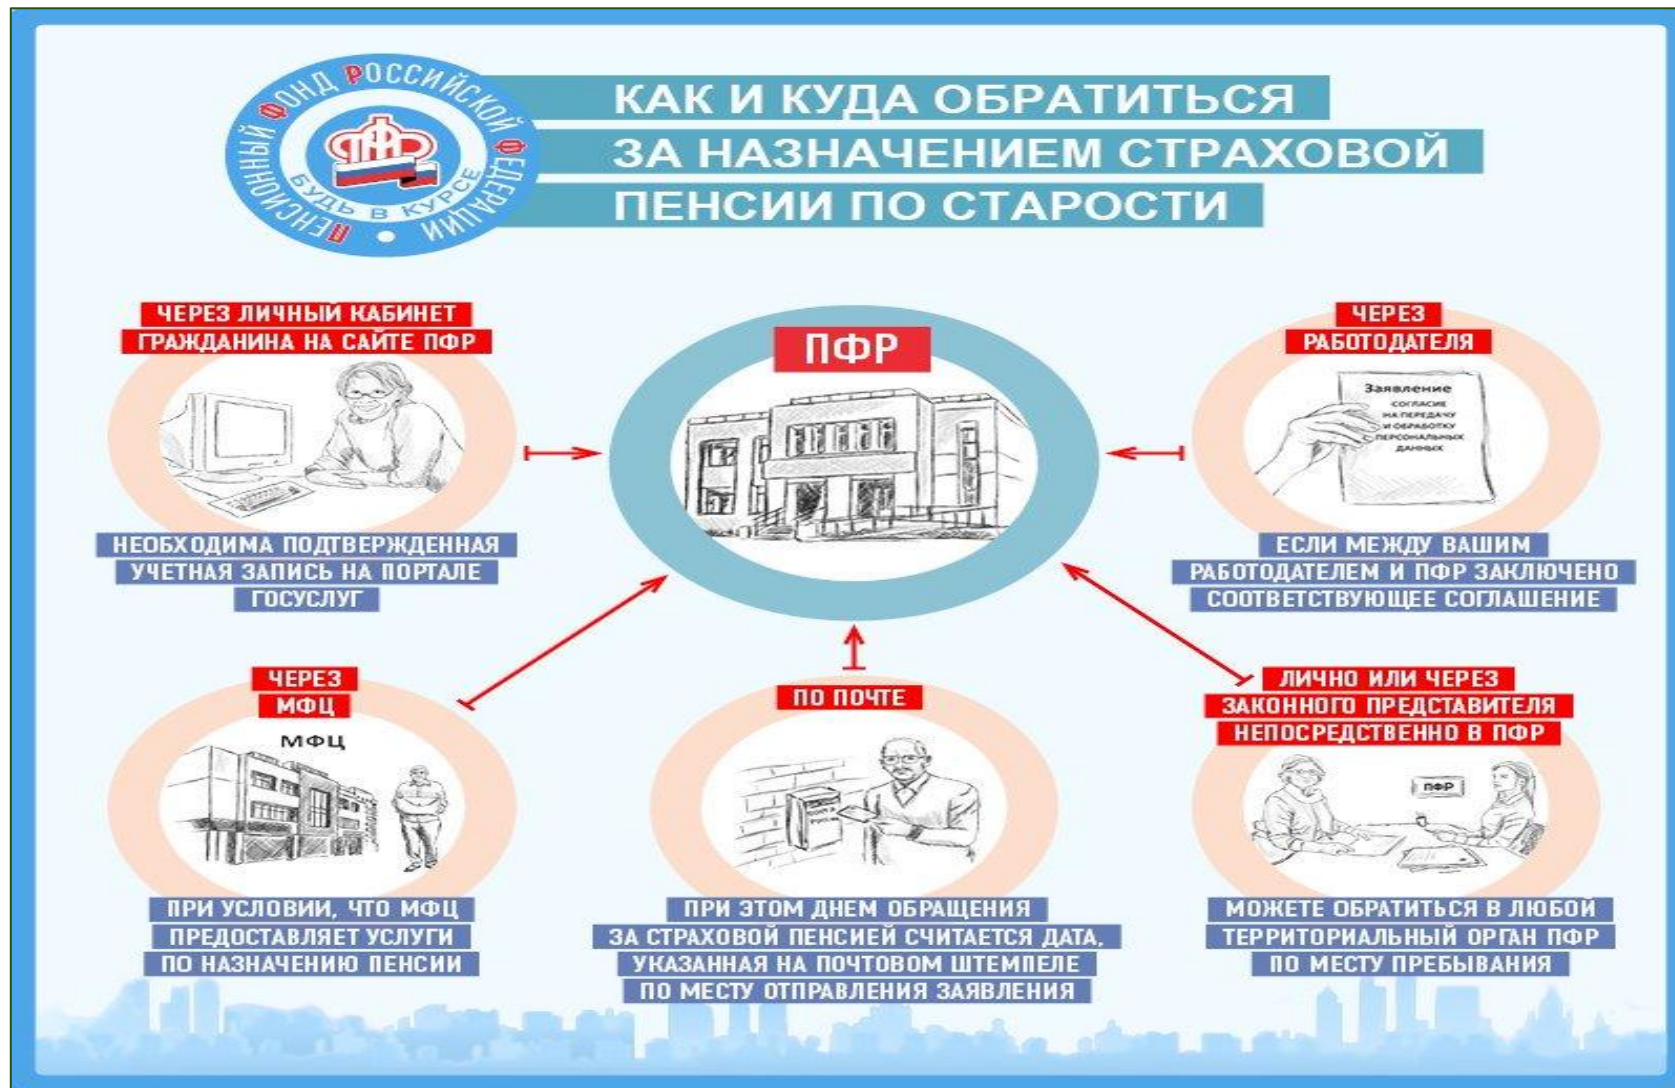 ПЕНСИОННЫЙ ФОНД РОССИЙСКОЙ ФЕДЕРАЦИИ
ПФР
БУДЬ В КУРСЕ
КАК И КУДА ОБРАТИТЬСЯ
ЗА НАЗНАЧЕНИЕМ СТРАХОВОЙ
ПЕНСИИ ПО СТАРОСТИ
ЧЕРЕЗ ЛИЧНЫЙ КАБИНЕТ
ГРАЖДАНИНА НА САЙТЕ ПФР
НЕОБХОДИМА ПОДТВЕРЖДЕННАЯ
УЧЕТНАЯ ЗАПИСЬ НА ПОРТАЛЕ
ГОСУСЛУГ
ПФР
ЧЕРЕЗ
РАБОТОДАТЕЛЯ
Заявление
СОГЛАСИЕ
НА ПЕРЕДАЧУ
И ОБРАБОТКУ
ПЕРСОНАЛЬНЫХ
ДАННЫХ
ЕСЛИ МЕЖДУ ВАШИМ
РАБОТОДАТЕЛЕМ И ПФР ЗАКЛЮЧЕНО
СООТВЕТСТВУЮЩЕЕ СОГЛАШЕНИЕ
ЧЕРЕЗ
МФЦ
МФЦ
ПРИ УСЛОВИИ, ЧТО МФЦ
ПРЕДОСТАВЛЯЕТ УСЛУГИ
ПО НАЗНАЧЕНИЮ ПЕНСИИ
ПО ПОЧТЕ
ПРИ ЭТОМ ДНЕМ ОБРАЩЕНИЯ
ЗА СТРАХОВОЙ ПЕНСИЕЙ СЧИТАЕТСЯ ДАТА,
УКАЗАННАЯ НА ПОЧТОВОМ ШТЕМПЕЛЕ
ПО МЕСТУ ОТПРАВЛЕНИЯ ЗАЯВЛЕНИЯ
ЛИЧНО ИЛИ ЧЕРЕЗ
ЗАКОННОГО ПРЕДСТАВИТЕЛЯ
НЕПОСРЕДСТВЕННО В ПФР
ПФР
МОЖЕТЕ ОБРАТИТЬСЯ В ЛЮБОЙ
ТЕРРИТОРИАЛЬНЫЙ ОРГАН ПФР
ПО МЕСТУ ПРЕБЫВАНИЯ